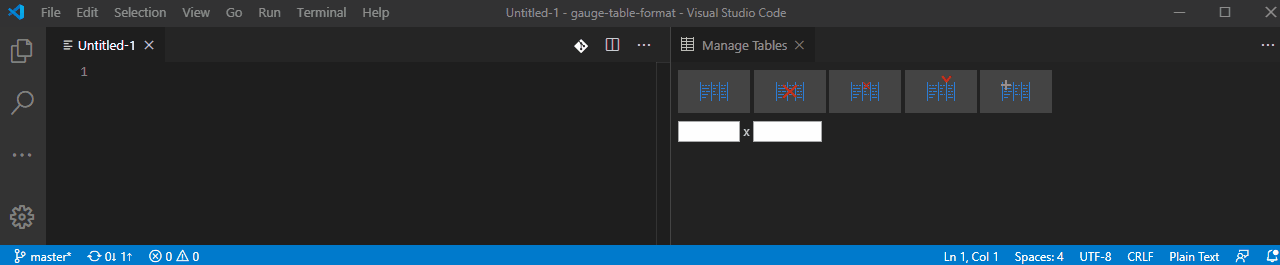 File Edit Selection View Go Run Terminal Help Untitled-1 - gauge-table-format - Visual Studio Code
Untitled-1 Manage Tables
1
x
master* 0↓ 1↑ 0 0 Ln 1, Col 1 Spaces: 4 UTF-8 CRLF Plain Text